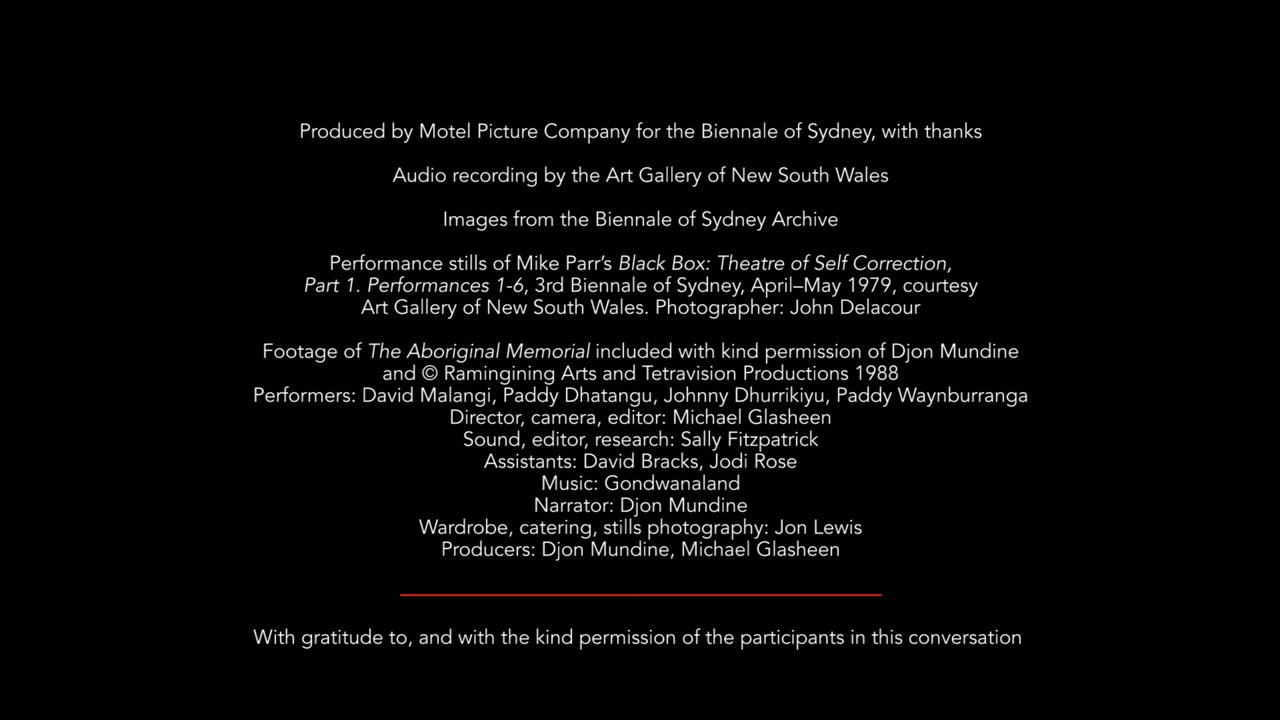 Produced by Motel Picture Company for the Biennale of Sydney, with thanks
Audio recording by the Art Gallery of New South Wales
Images from the Biennale of Sydney Archive
Performance stills of Mike Parr’s Black Box: Theatre of Self Correction,
Part 1. Performances 1-6, 3rd Biennale of Sydney, April–May 1979, courtesy
Art Gallery of New South Wales. Photographer: John Delacour
Footage of The Aboriginal Memorial included with kind permission of Djon Mundine
and © Ramingining Arts and Tetravision Productions 1988
Performers: David Malangi, Paddy Dhatangu, Johnny Dhurrikiyu, Paddy Waynburranga
Director, camera, editor: Michael Glasheen
Sound, editor, research: Sally Fitzpatrick
Assistants: David Bracks, Jodi Rose
Music: Gondwanaland
Narrator: Djon Mundine
Wardrobe, catering, stills photography: Jon Lewis
Producers: Djon Mundine, Michael Glasheen
With gratitude to, and with the kind permission of the participants in this conversation